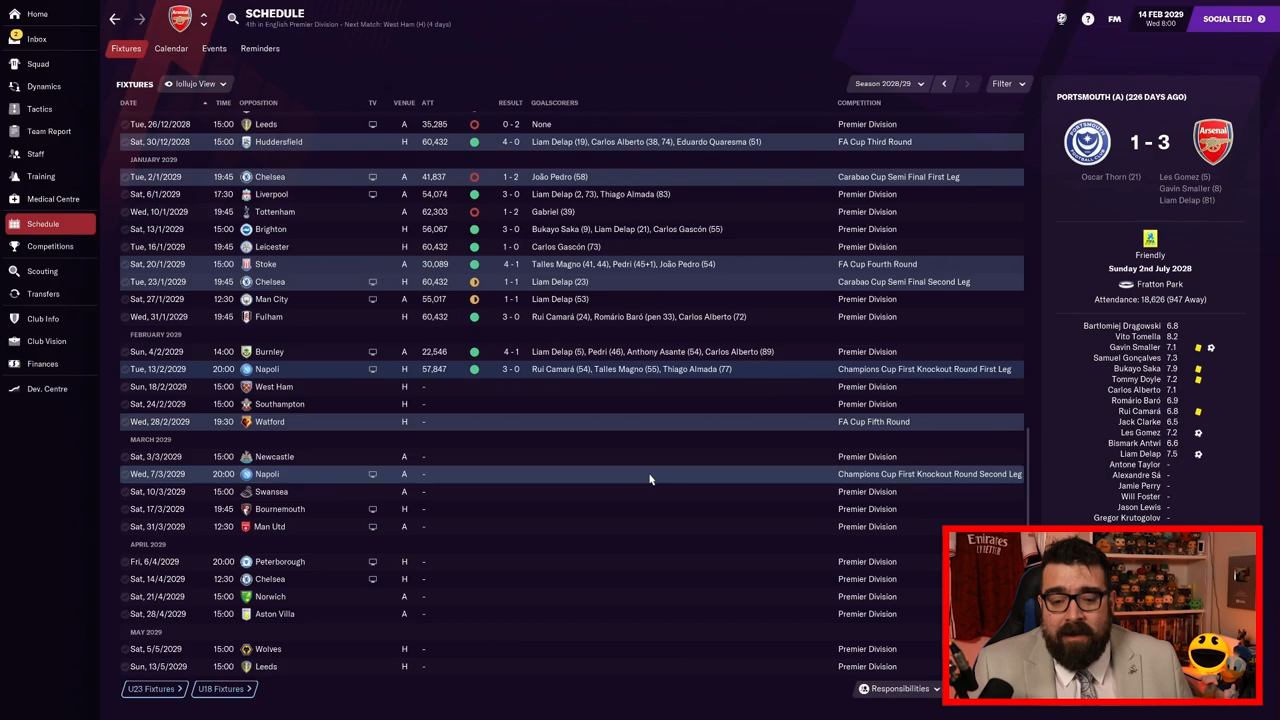 Home
SCHEDULE
4th in English Premier Division - Next Match: West Ham (H) (4 days)
FM
14 FEB 2029
Wed 8:00
SOCIAL FEED
2
Inbox
Squad
Dynamics
Tactics
Team Report
Staff
Training
Medical Centre
Schedule
Competitions
Scouting
Transfers
Club Info
Club Vision
Finances
Dev. Centre
Fixtures Calendar Events Reminders
FIXTURES lollujo View Season 2028/29 Filter
DATE TIME OPPOSITION TV VENUE ATT RESULT GOALSCORERS COMPETITION
Tue, 26/12/2028 15:00 Leeds A 35,285 0 - 2 None Premier Division
Sat, 30/12/2028 15:00 Huddersfield H 60,432 4 - 0 Liam Delap (19), Carlos Alberto (38, 74), Eduardo Quaresma (51) FA Cup Third Round
JANUARY 2029
Tue, 2/1/2029 19:45 Chelsea A 41,837 1 - 2 João Pedro (58) Carabao Cup Semi Final First Leg
Sat, 6/1/2029 17:30 Liverpool A 54,074 3 - 0 Liam Delap (2, 73), Thiago Almada (83) Premier Division
Wed, 10/1/2029 19:45 Tottenham A 62,303 1 - 2 Gabriel (39) Premier Division
Sat, 13/1/2029 15:00 Brighton H 56,067 3 - 0 Bukayo Saka (9), Liam Delap (21), Carlos Gascón (55) Premier Division
Tue, 16/1/2029 19:45 Leicester H 60,432 1 - 0 Carlos Gascón (73) Premier Division
Sat, 20/1/2029 15:00 Stoke A 30,089 4 - 1 Talles Magno (41, 44), Pedri (45+1), João Pedro (54) FA Cup Fourth Round
Tue, 23/1/2029 19:45 Chelsea H 60,432 1 - 1 Liam Delap (23) Carabao Cup Semi Final Second Leg
Sat, 27/1/2029 12:30 Man City A 55,017 1 - 1 Liam Delap (53) Premier Division
Wed, 31/1/2029 19:45 Fulham H 60,432 3 - 0 Rui Camará (24), Romário Baró (pen 33), Carlos Alberto (72) Premier Division
FEBRUARY 2029
Sun, 4/2/2029 14:00 Burnley A 22,546 4 - 1 Liam Delap (5), Pedri (46), Anthony Asante (54), Carlos Alberto (89) Premier Division
Tue, 13/2/2029 20:00 Napoli H 57,847 3 - 0 Rui Camará (54), Talles Magno (55), Thiago Almada (77) Champions Cup First Knockout Round First Leg
Sun, 18/2/2029 15:00 West Ham H - Premier Division
Sat, 24/2/2029 15:00 Southampton H - Premier Division
Wed, 28/2/2029 19:30 Watford H - FA Cup Fifth Round
MARCH 2029
Sat, 3/3/2029 15:00 Newcastle A - Premier Division
Wed, 7/3/2029 20:00 Napoli A - Champions Cup First Knockout Round Second Leg
Sat, 10/3/2029 15:00 Swansea A - Premier Division
Sat, 17/3/2029 19:45 Bournemouth H - Premier Division
Sat, 31/3/2029 12:30 Man Utd A - Premier Division
APRIL 2029
Fri, 6/4/2029 20:00 Peterborough H - Premier Division
Sat, 14/4/2029 12:30 Chelsea H - Premier Division
Sat, 21/4/2029 15:00 Norwich A - Premier Division
Sat, 28/4/2029 15:00 Aston Villa A - Premier Division
MAY 2029
Sat, 5/5/2029 15:00 Wolves H - Premier Division
Sun, 13/5/2029 15:00 Leeds H - Premier Division
U23 Fixtures U18 Fixtures Responsibilities
PORTSMOUTH (A) (226 DAYS AGO)
1 - 3
Portsmouth Arsenal
Oscar Thorn (21) Les Gomez (5)
Gavin Smaller (8)
Liam Delap (81)
Friendly
Sunday 2nd July 2028
Fratton Park
Attendance: 18,626 (947 Away)
Bartlomiej Drągowski 6.8
Vito Tomella 8.2
Gavin Smaller 7.1
Samuel Gonçalves 7.3
Bukayo Saka 7.9
Tommy Doyle 7.2
Carlos Alberto 7.1
Romário Baró 6.9
Rui Camará 6.8
Jack Clarke 6.5
Les Gomez 7.2
Bismark Antwi 6.6
Liam Delap 7.5
Antone Taylor -
Alexandre Sá -
Jamie Perry -
Will Foster -
Jason Lewis -
Gregor Krutogolov -
Emirates